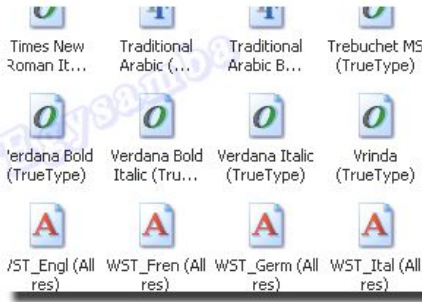 Times New Traditional Traditional Trebuchet MS
Roman It... Arabic (... Arabic B... (TrueType)
Verdana Bold Verdana Bold Verdana Italic Vrinda
(TrueType) Italic (Tru... (TrueType) (TrueType)
WST_Engl (All WST_Fren (All WST_Germ (All WST_Ital (All
res) res) res) res)